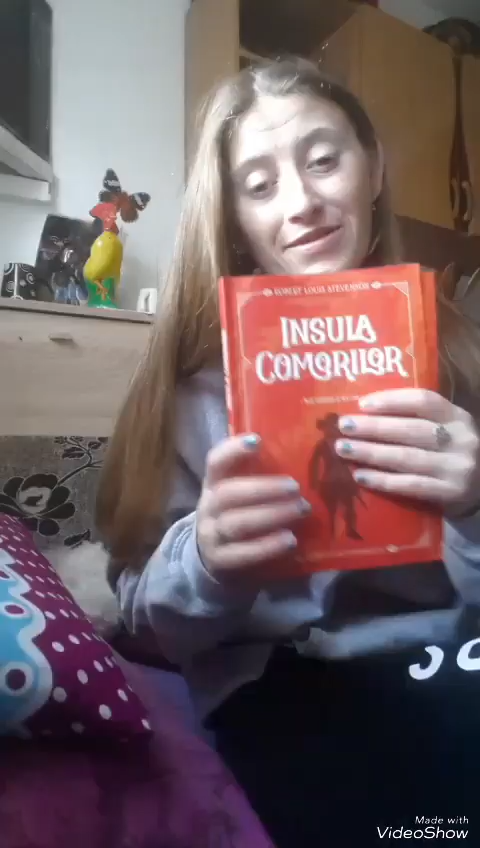 ROBERT LOUIS STEVENSON
INSULA
COMORILOR
Made with
VideoShow